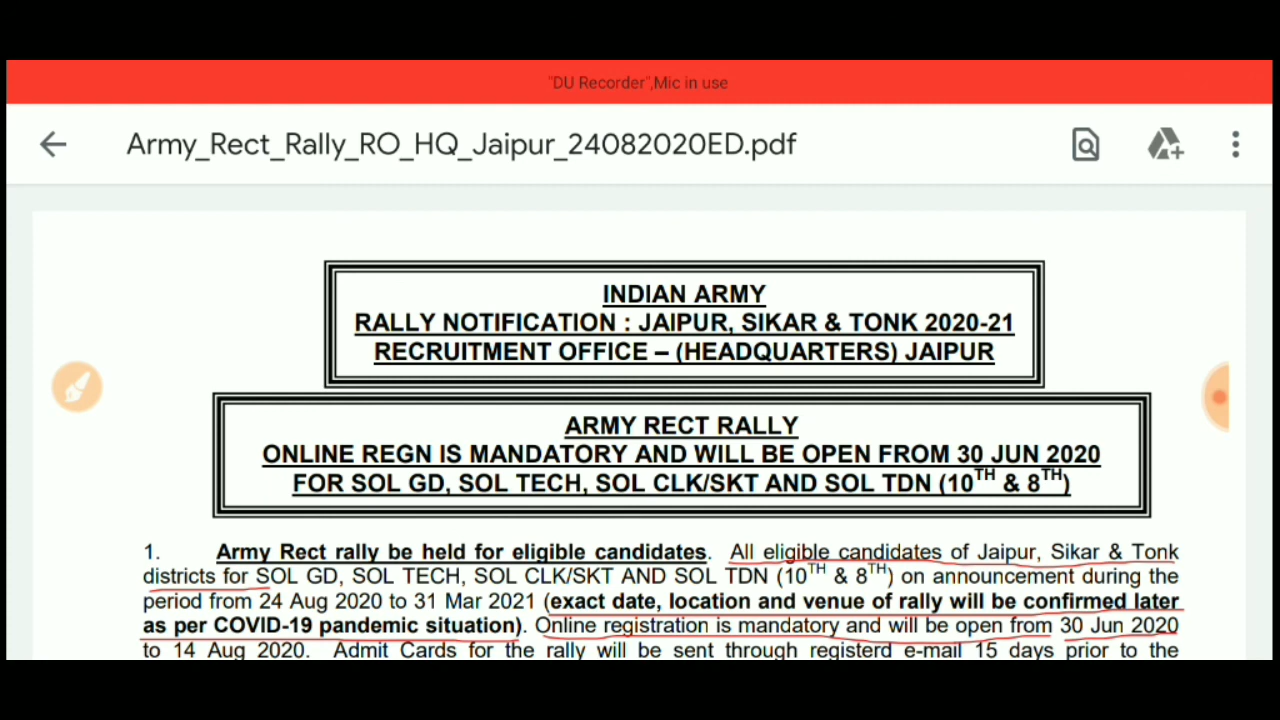 "DU Recorder",Mic in use
Army_Rect_Rally_RO_HQ_Jaipur_24082020ED.pdf
INDIAN ARMY
RALLY NOTIFICATION : JAIPUR, SIKAR & TONK 2020-21
RECRUITMENT OFFICE – (HEADQUARTERS) JAIPUR
ARMY RECT RALLY
ONLINE REGN IS MANDATORY AND WILL BE OPEN FROM 30 JUN 2020
FOR SOL GD, SOL TECH, SOL CLK/SKT AND SOL TDN (10TH & 8TH)
1. Army Rect rally be held for eligible candidates. All eligible candidates of Jaipur, Sikar & Tonk
districts for SOL GD, SOL TECH, SOL CLK/SKT AND SOL TDN (10TH & 8TH) on announcement during the
period from 24 Aug 2020 to 31 Mar 2021 (exact date, location and venue of rally will be confirmed later
as per COVID-19 pandemic situation). Online registration is mandatory and will be open from 30 Jun 2020
to 14 Aug 2020. Admit Cards for the rally will be sent through registerd e-mail 15 days prior to the